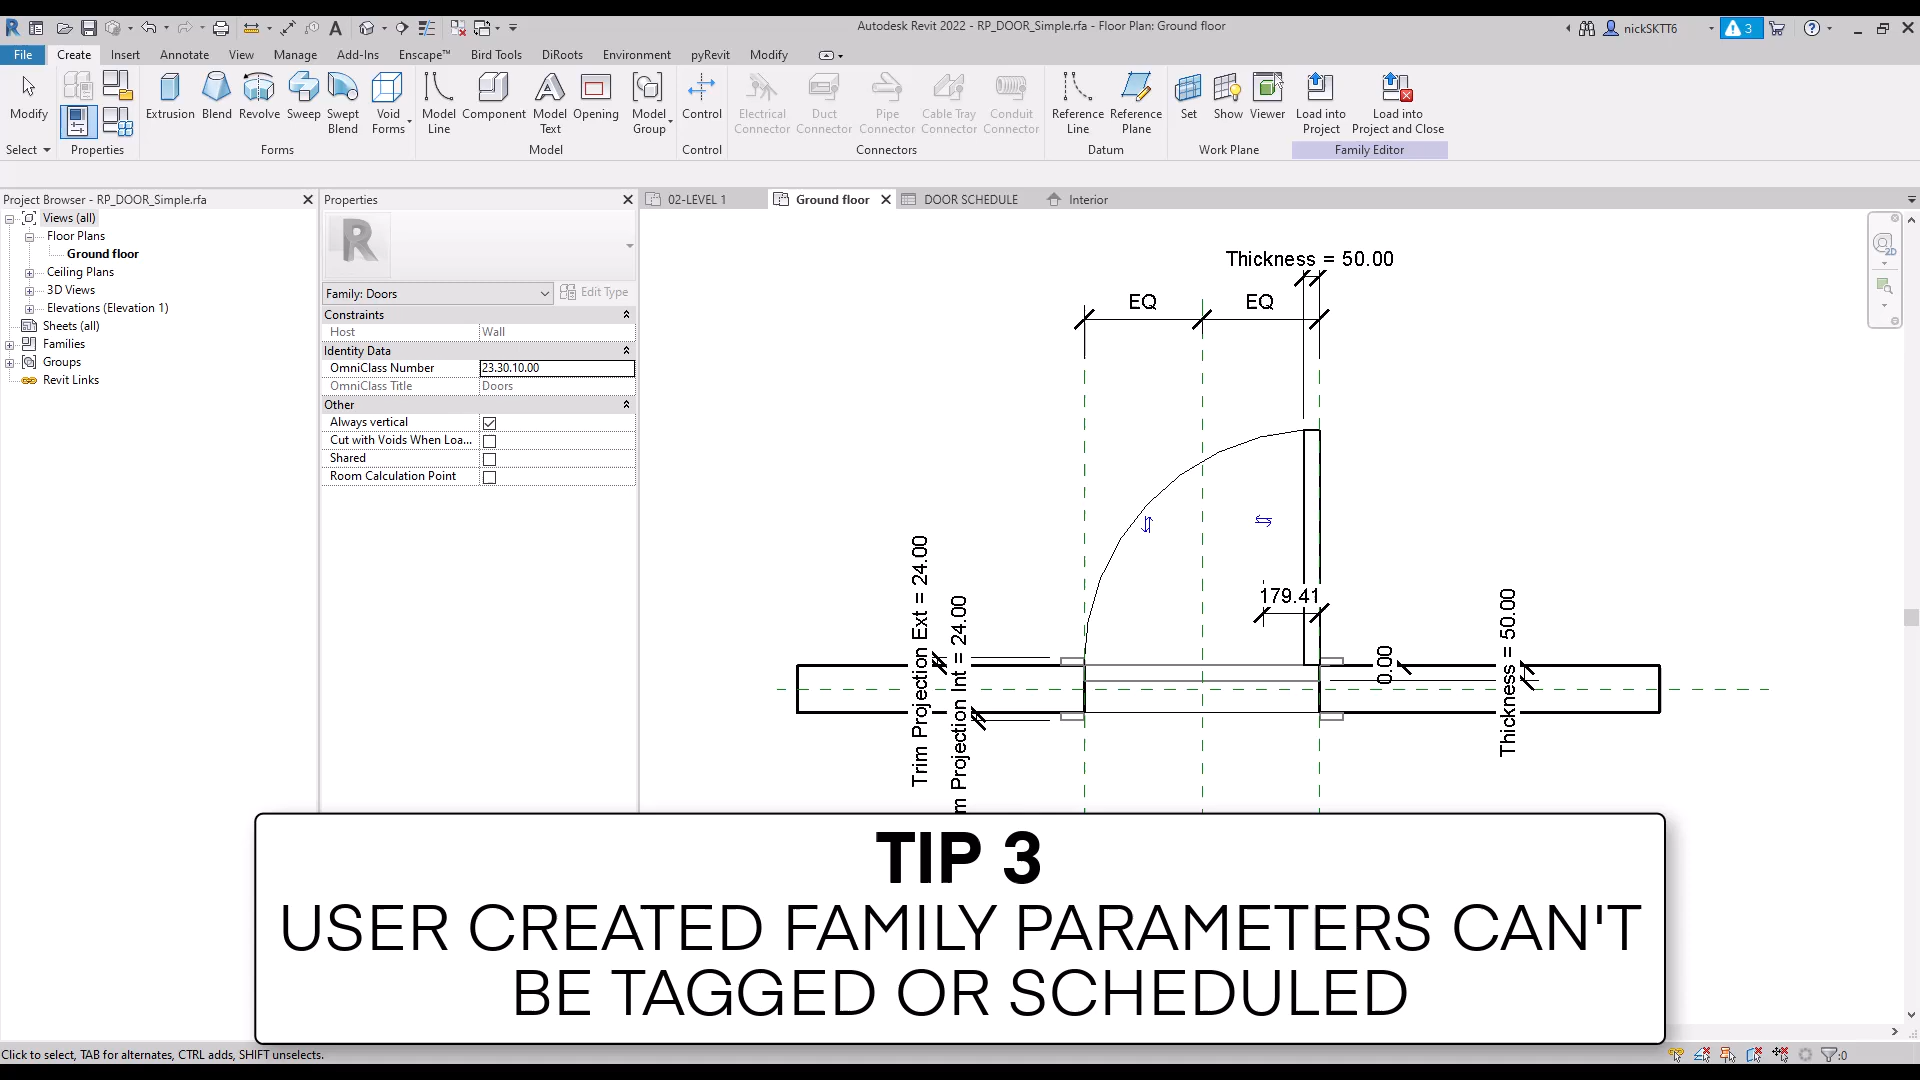 Autodesk Revit 2022 - RP_DOOR_Simple.rfa - Floor Plan: Ground floor
nickSKTT6
3
File Create Insert Annotate View Manage Add-Ins Enscape™ Bird Tools DiRoots Environment pyRevit Modify
Modify
Extrusion Blend Revolve Sweep Swept Blend Void Forms
Model Line Component Model Text Opening Model Group
Control
Electrical Connector Duct Connector Pipe Connector Cable Tray Connector Conduit Connector
Reference Line Reference Plane
Set Show Viewer
Load into Project Load into Project and Close
Select Properties Forms Model Control Connectors Datum Work Plane Family Editor
Project Browser - RP_DOOR_Simple.rfa
Views (all)
Floor Plans
Ground floor
Ceiling Plans
3D Views
Elevations (Elevation 1)
Sheets (all)
Families
Groups
Revit Links
Properties
R
Family: Doors Edit Type
Constraints
Host Wall
Identity Data
OmniClass Number 23.30.10.00
OmniClass Title Doors
Other
Always vertical
Cut with Voids When Loa...
Shared
Room Calculation Point
02-LEVEL 1 Ground floor DOOR SCHEDULE Interior
2D
Thickness = 50.00
EQ EQ
179.41
Trim Projection Ext = 24.00
m Projection Int = 24.00
0.00
Thickness = 50.00
TIP 3
USER CREATED FAMILY PARAMETERS CAN'T
BE TAGGED OR SCHEDULED
Click to select, TAB for alternates, CTRL adds, SHIFT unselects.
:0